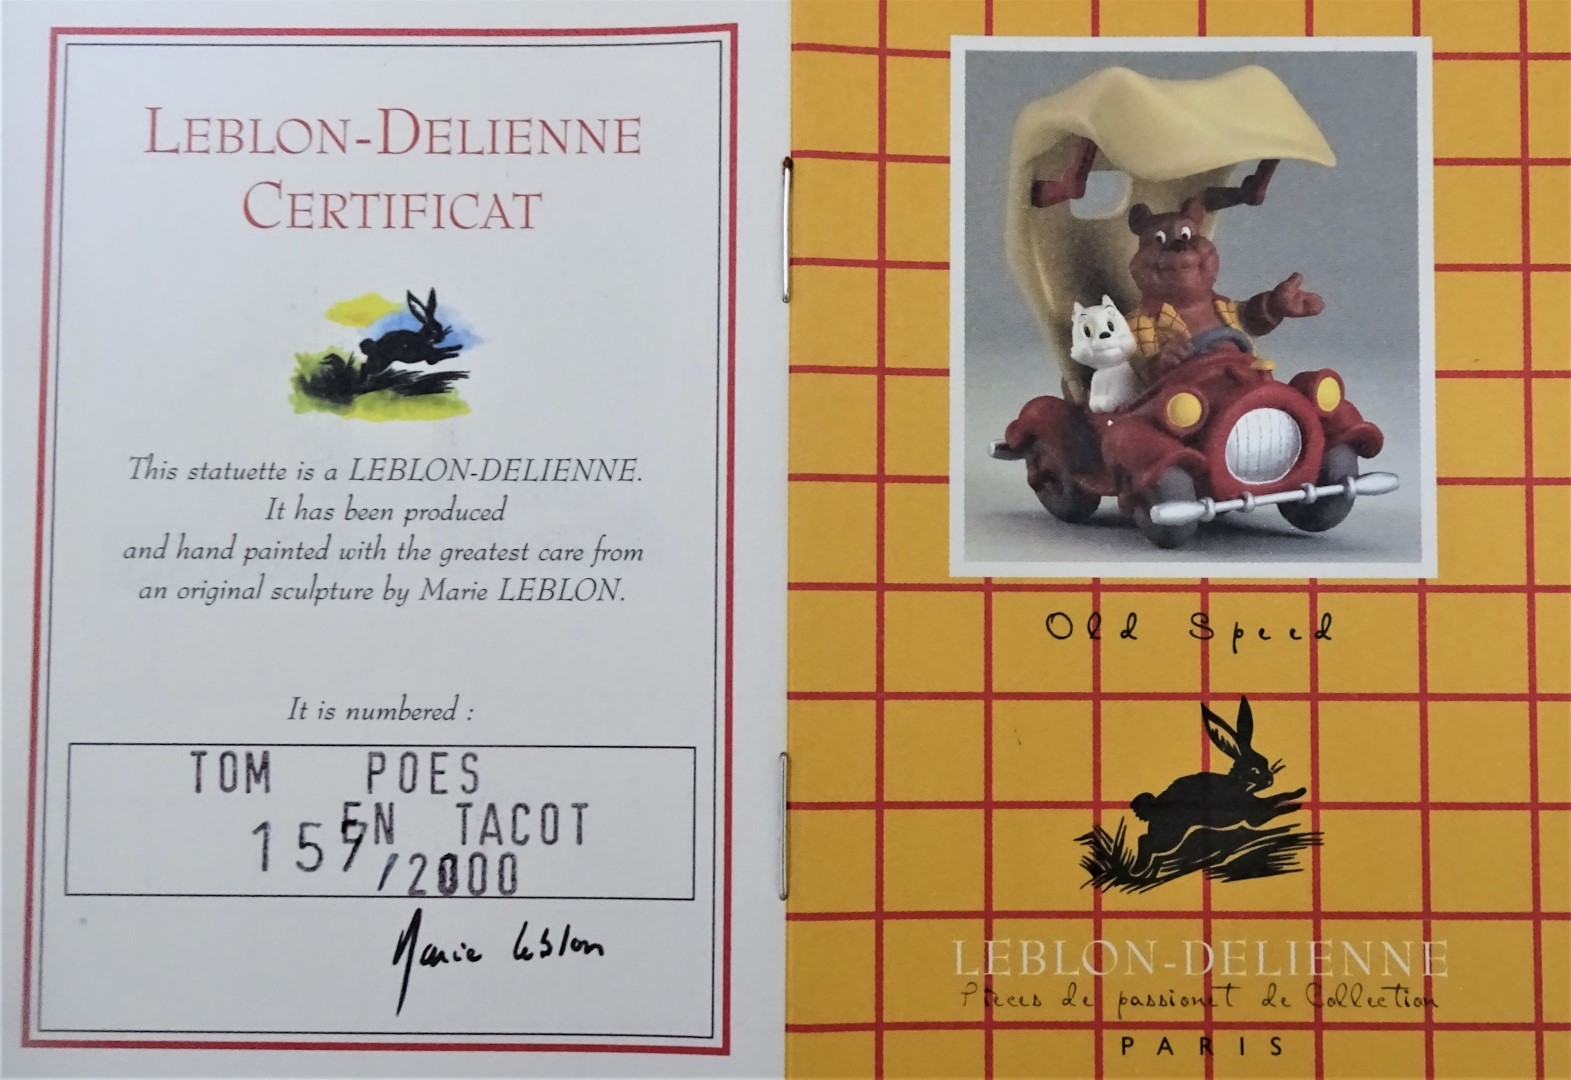 LEBLON-DELIENNE
CERTIFICAT
This statuette is a LEBLON-DELIENNE.
It has been produced
and hand painted with the greatest care from
an original sculpture by Marie LEBLON.
It is numbered :
TOM POES
EN TACOT
157/2000
Marie Leblon
Old Speed
LEBLON-DELIENNE
Pièces de passion et de Collection
PARIS